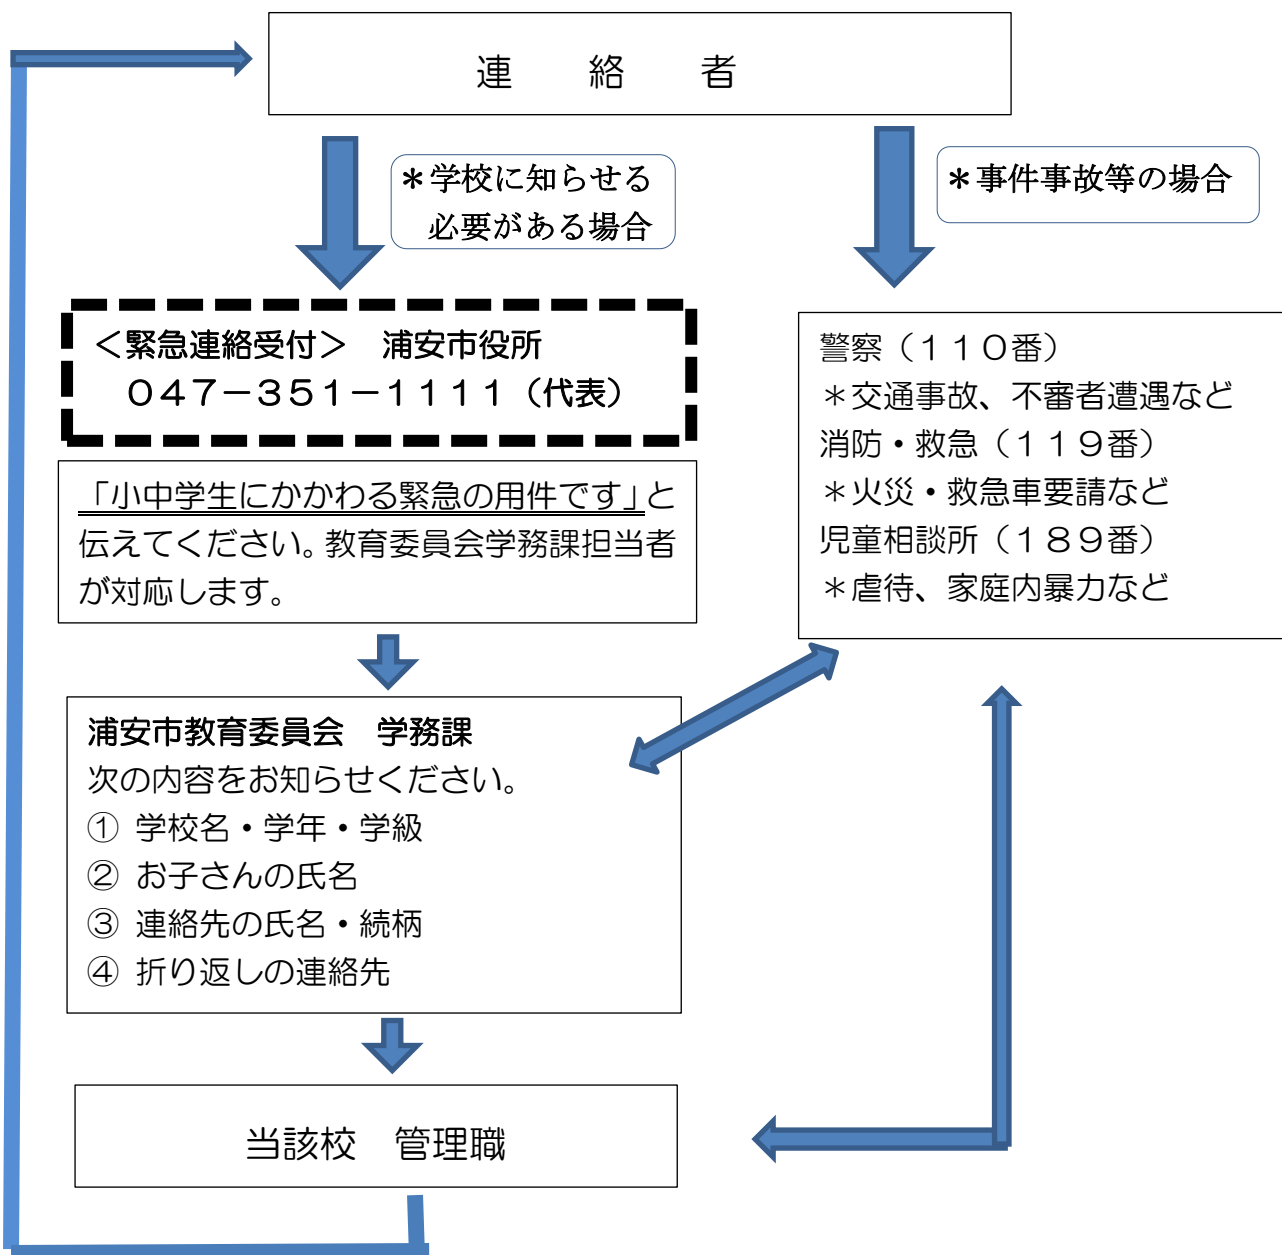 連　絡　者
＊学校に知らせる
必要がある場合
＊事件事故等の場合
＜緊急連絡受付＞　浦安市役所
０４７－３５１－１１１１（代表）
「小中学生にかかわる緊急の用件です」と
伝えてください。教育委員会学務課担当者
が対応します。
警察（１１０番）
＊交通事故、不審者遭遇など
消防・救急（１１９番）
＊火災・救急車要請など
児童相談所（１８９番）
＊虐待、家庭内暴力など
浦安市教育委員会　学務課
次の内容をお知らせください。
① 学校名・学年・学級
② お子さんの氏名
③ 連絡先の氏名・続柄
④ 折り返しの連絡先
当該校　管理職